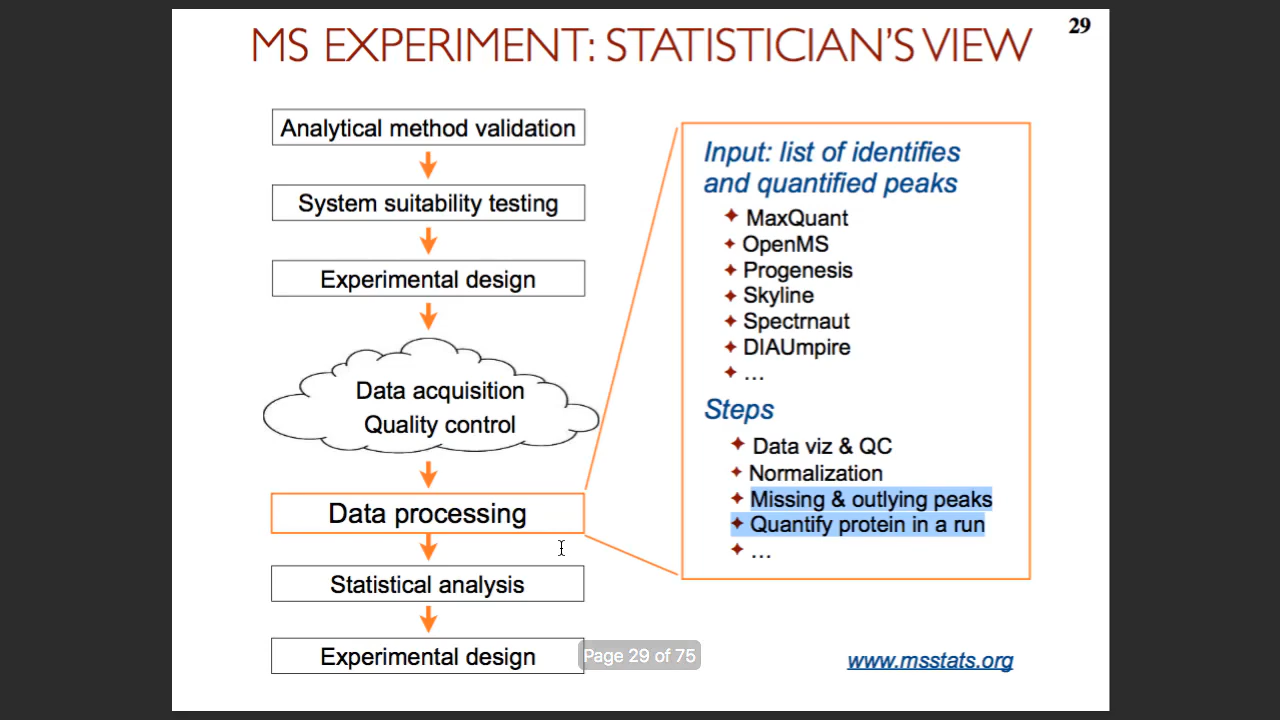 29
MS EXPERIMENT: STATISTICIAN'S VIEW
Analytical method validation
System suitability testing
Experimental design
Data acquisition
Quality control
Data processing
Statistical analysis
Experimental design
Input: list of identifies
and quantified peaks
MaxQuant
OpenMS
Progenesis
Skyline
Spectrnaut
DIAUmpire
...
Steps
Data viz & QC
Normalization
Missing & outlying peaks
Quantify protein in a run
...
Page 29 of 75
www.msstats.org